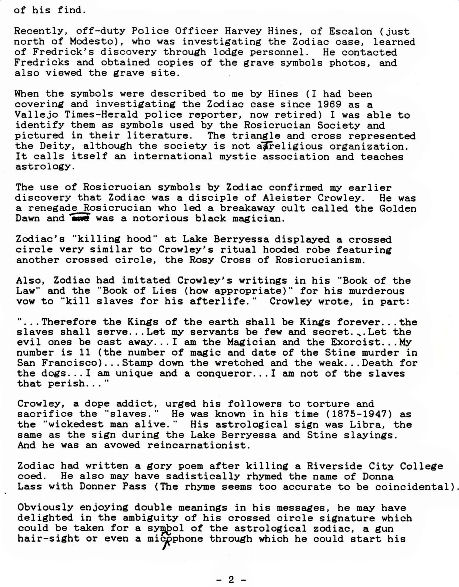 of his find.
Recently, off-duty Police Officer Harvey Hines, of Escalon (just
north of Modesto), who was investigating the Zodiac case, learned
of Fredrick's discovery through lodge personnel. He contacted
Fredricks and obtained copies of the grave symbols photos, and
also viewed the grave site.
When the symbols were described to me by Hines (I had been
covering and investigating the Zodiac case since 1969 as a
Vallejo Times-Herald police reporter, now retired) I was able to
identify them as symbols used by the Rosicrucian Society and
pictured in their literature. The triangle and cross represented
the Deity, although the society is not a religious organization.
It calls itself an international mystic association and teaches
astrology.
The use of Rosicrucian symbols by Zodiac confirmed my earlier
discovery that Zodiac was a disciple of Aleister Crowley. He was
a renegade Rosicrucian who led a breakaway cult called the Golden
Dawn and was a notorious black magician.
Zodiac's "killing hood" at Lake Berryessa displayed a crossed
circle very similar to Crowley's ritual hooded robe featuring
another crossed circle, the Rosy Cross of Rosicrucianism.
Also, Zodiac had imitated Crowley's writings in his "Book of the
Law" and the "Book of Lies (how appropriate)" for his murderous
vow to "kill slaves for his afterlife." Crowley wrote, in part:
"...Therefore the Kings of the earth shall be Kings forever...the
slaves shall serve...Let my servants be few and secret...Let the
evil ones be cast away...I am the Magician and the Exorcist...My
number is 11 (the number of magic and date of the Stine murder in
San Francisco)...Stamp down the wretched and the weak...Death for
the dogs...I am unique and a conqueror...I am not of the slaves
that perish..."
Crowley, a dope addict, urged his followers to torture and
sacrifice the "slaves." He was known in his time (1875-1947) as
the "wickedest man alive." His astrological sign was Libra, the
same as the sign during the Lake Berryessa and Stine slayings.
And he was an avowed reincarnationist.
Zodiac had written a gory poem after killing a Riverside City College
coed. He also may have sadistically rhymed the name of Donna
Lass with Donner Pass (The rhyme seems too accurate to be coincidental).
Obviously enjoying double meanings in his messages, he may have
delighted in the ambiguity of his crossed circle signature which
could be taken for a symbol of the astrological zodiac, a gun
hair-sight or even a microphone through which he could start his
- 2 -